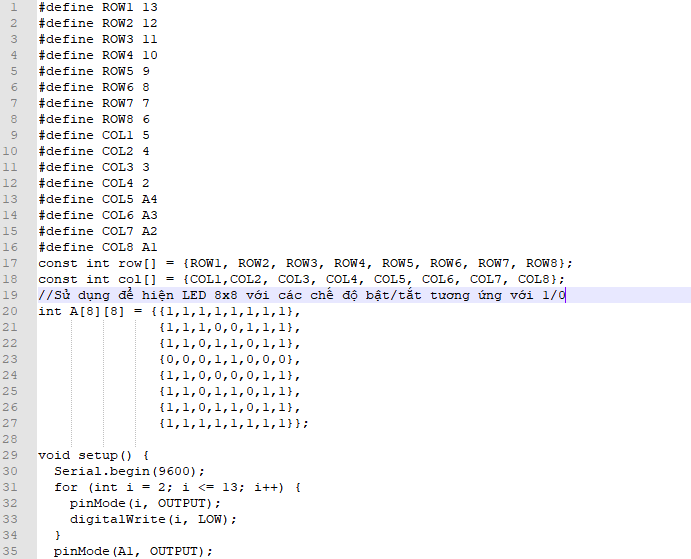 1 #define ROW1 13
2 #define ROW2 12
3 #define ROW3 11
4 #define ROW4 10
5 #define ROW5 9
6 #define ROW6 8
7 #define ROW7 7
8 #define ROW8 6
9 #define COL1 5
10 #define COL2 4
11 #define COL3 3
12 #define COL4 2
13 #define COL5 A4
14 #define COL6 A3
15 #define COL7 A2
16 #define COL8 A1
17 const int row[] = {ROW1, ROW2, ROW3, ROW4, ROW5, ROW6, ROW7, ROW8};
18 const int col[] = {COL1,COL2, COL3, COL4, COL5, COL6, COL7, COL8};
19 //Sử dụng để hiện LED 8x8 với các chế độ bật/tắt tương ứng với 1/0
20 int A[8][8] = {{1,1,1,1,1,1,1,1},
21 {1,1,1,0,0,1,1,1},
22 {1,1,0,1,1,0,1,1},
23 {0,0,0,1,1,0,0,0},
24 {1,1,0,0,0,0,1,1},
25 {1,1,0,1,1,0,1,1},
26 {1,1,0,1,1,0,1,1},
27 {1,1,1,1,1,1,1,1}};
28
29 void setup() {
30 Serial.begin(9600);
31 for (int i = 2; i <= 13; i++) {
32 pinMode(i, OUTPUT);
33 digitalWrite(i, LOW);
34 }
35 pinMode(A1, OUTPUT);